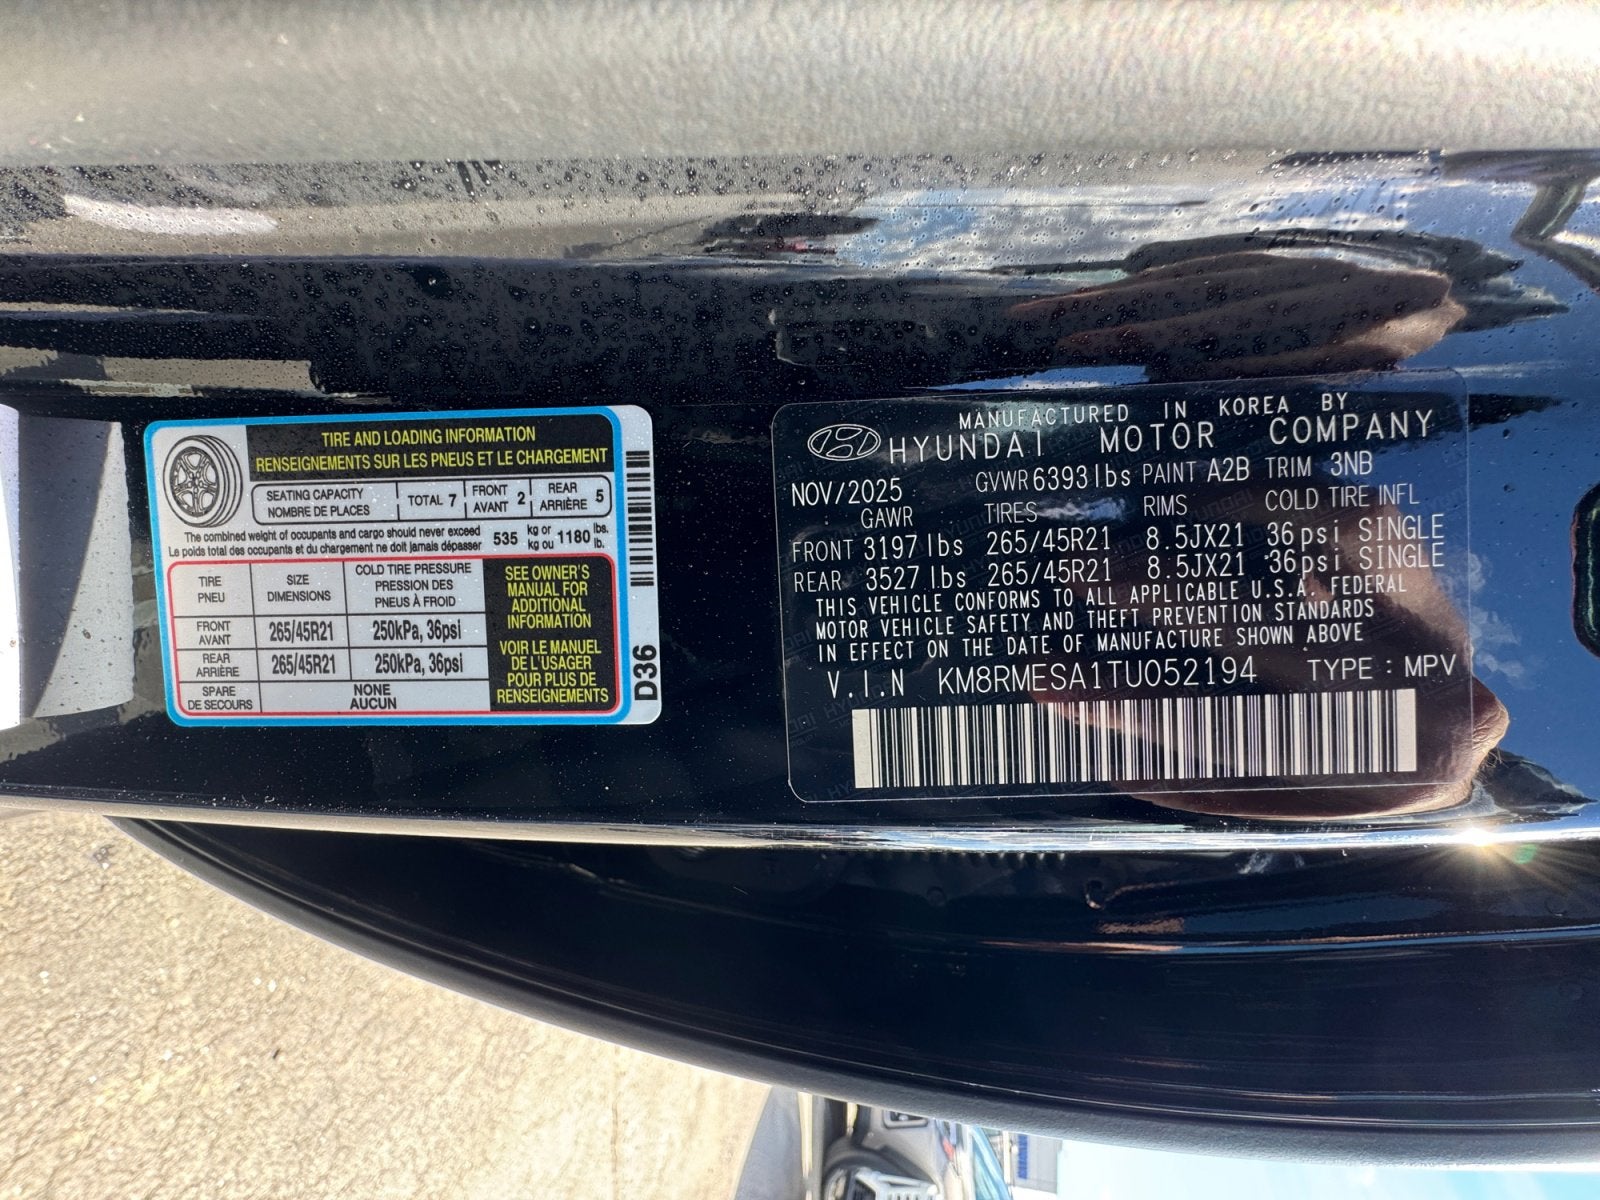 TIRE AND LOADING INFORMATION
RENSEIGNEMENTS SUR LES PNEUS ET LE CHARGEMENT
SEATING CAPACITY
NOMBRE DE PLACES
TOTAL 7
FRONT
AVANT 2
REAR
ARRIÈRE 5
The combined weight of occupants and cargo should never exceed 535 kg or 1180 lbs.
Le poids total des occupants et du chargement ne doit jamais dépasser kg ou lb.
TIRE
PNEU
SIZE
DIMENSIONS
COLD TIRE PRESSURE
PRESSION DES
PNEUS À FROID
FRONT
AVANT
265/45R21
250kPa, 36psi
REAR
ARRIÈRE
265/45R21
250kPa, 36psi
SPARE
DE SECOURS
NONE
AUCUN
SEE OWNER'S
MANUAL FOR
ADDITIONAL
INFORMATION
VOIR LE MANUEL
DE L'USAGER
POUR PLUS DE
RENSEIGNEMENTS
D36
MANUFACTURED IN KOREA BY
HYUNDAI MOTOR COMPANY
NOV/2025 GVWR 6393 lbs PAINT A2B TRIM 3NB
: GAWR TIRES RIMS COLD TIRE INFL
FRONT 3197 lbs 265/45R21 8.5JX21 36psi SINGLE
REAR 3527 lbs 265/45R21 8.5JX21 36psi SINGLE
THIS VEHICLE CONFORMS TO ALL APPLICABLE U.S.A. FEDERAL
MOTOR VEHICLE SAFETY AND THEFT PREVENTION STANDARDS
IN EFFECT ON THE DATE OF MANUFACTURE SHOWN ABOVE
V.I.N KM8RMESA1TU052194 TYPE : MPV